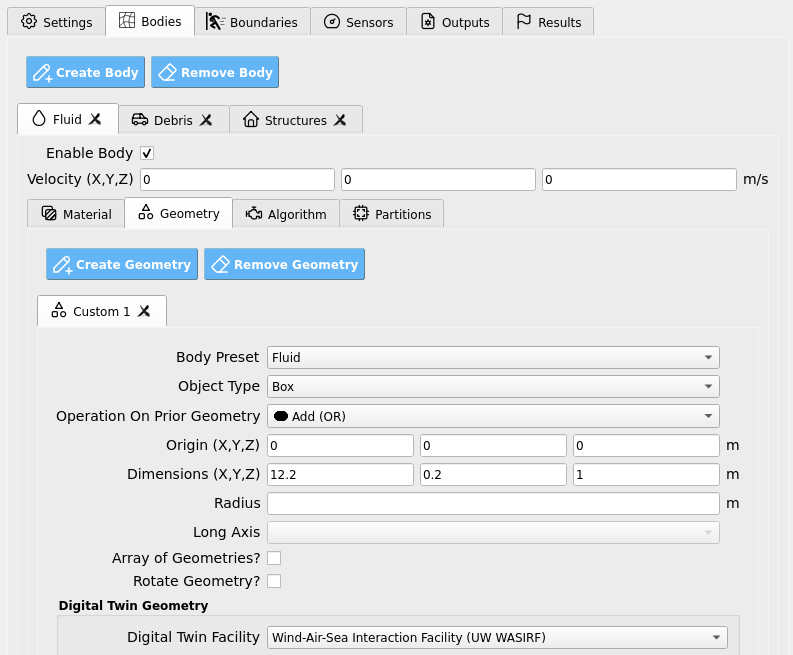 Settings Bodies Boundaries Sensors Outputs Results
Create Body Remove Body
Fluid Debris Structures
Enable Body
Velocity (X,Y,Z) 0 0 0 m/s
Material Geometry Algorithm Partitions
Create Geometry Remove Geometry
Custom 1
Body Preset Fluid
Object Type Box
Operation On Prior Geometry Add (OR)
Origin (X,Y,Z) 0 0 0 m
Dimensions (X,Y,Z) 12.2 0.2 1 m
Radius m
Long Axis
Array of Geometries?
Rotate Geometry?
Digital Twin Geometry
Digital Twin Facility Wind-Air-Sea Interaction Facility (UW WASIRF)